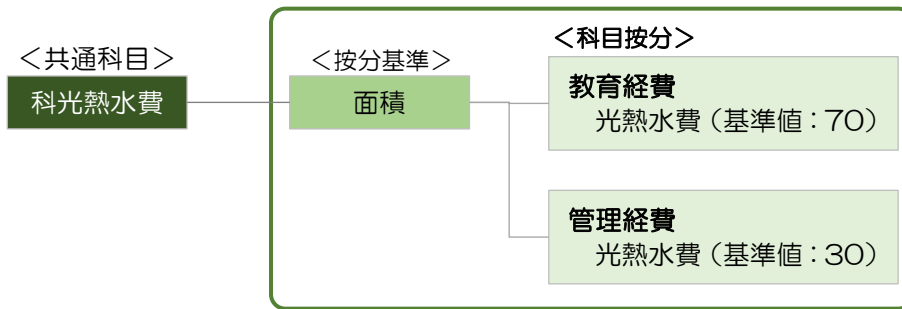 <共通科目>
科光熱水費
<按分基準>
面積
<科目按分>
教育経費
光熱水費(基準値:70)
管理経費
光熱水費(基準値:30)